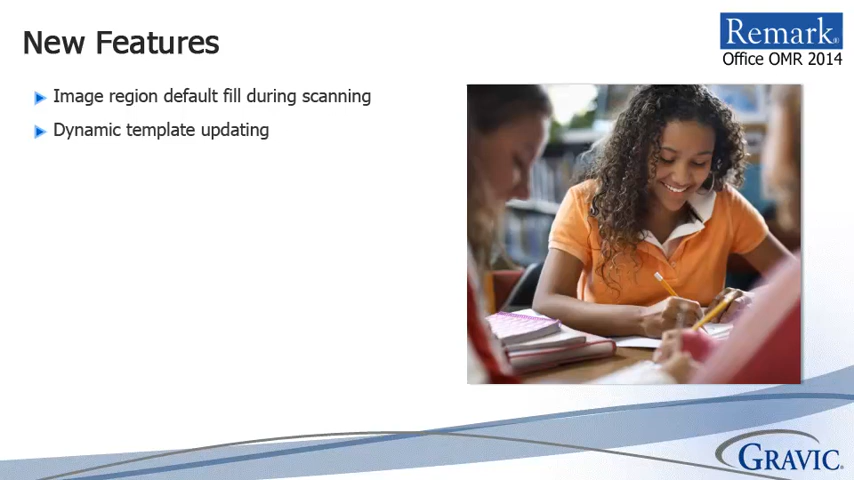 New Features
Remark®
Office OMR 2014
Image region default fill during scanning
Dynamic template updating
GRAVIC®